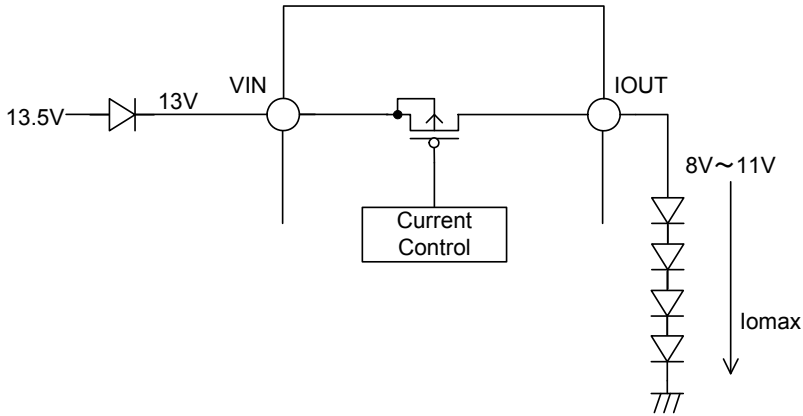 VIN
IOUT
13.5V
13V
8V～11V
Current
Control
Iomax